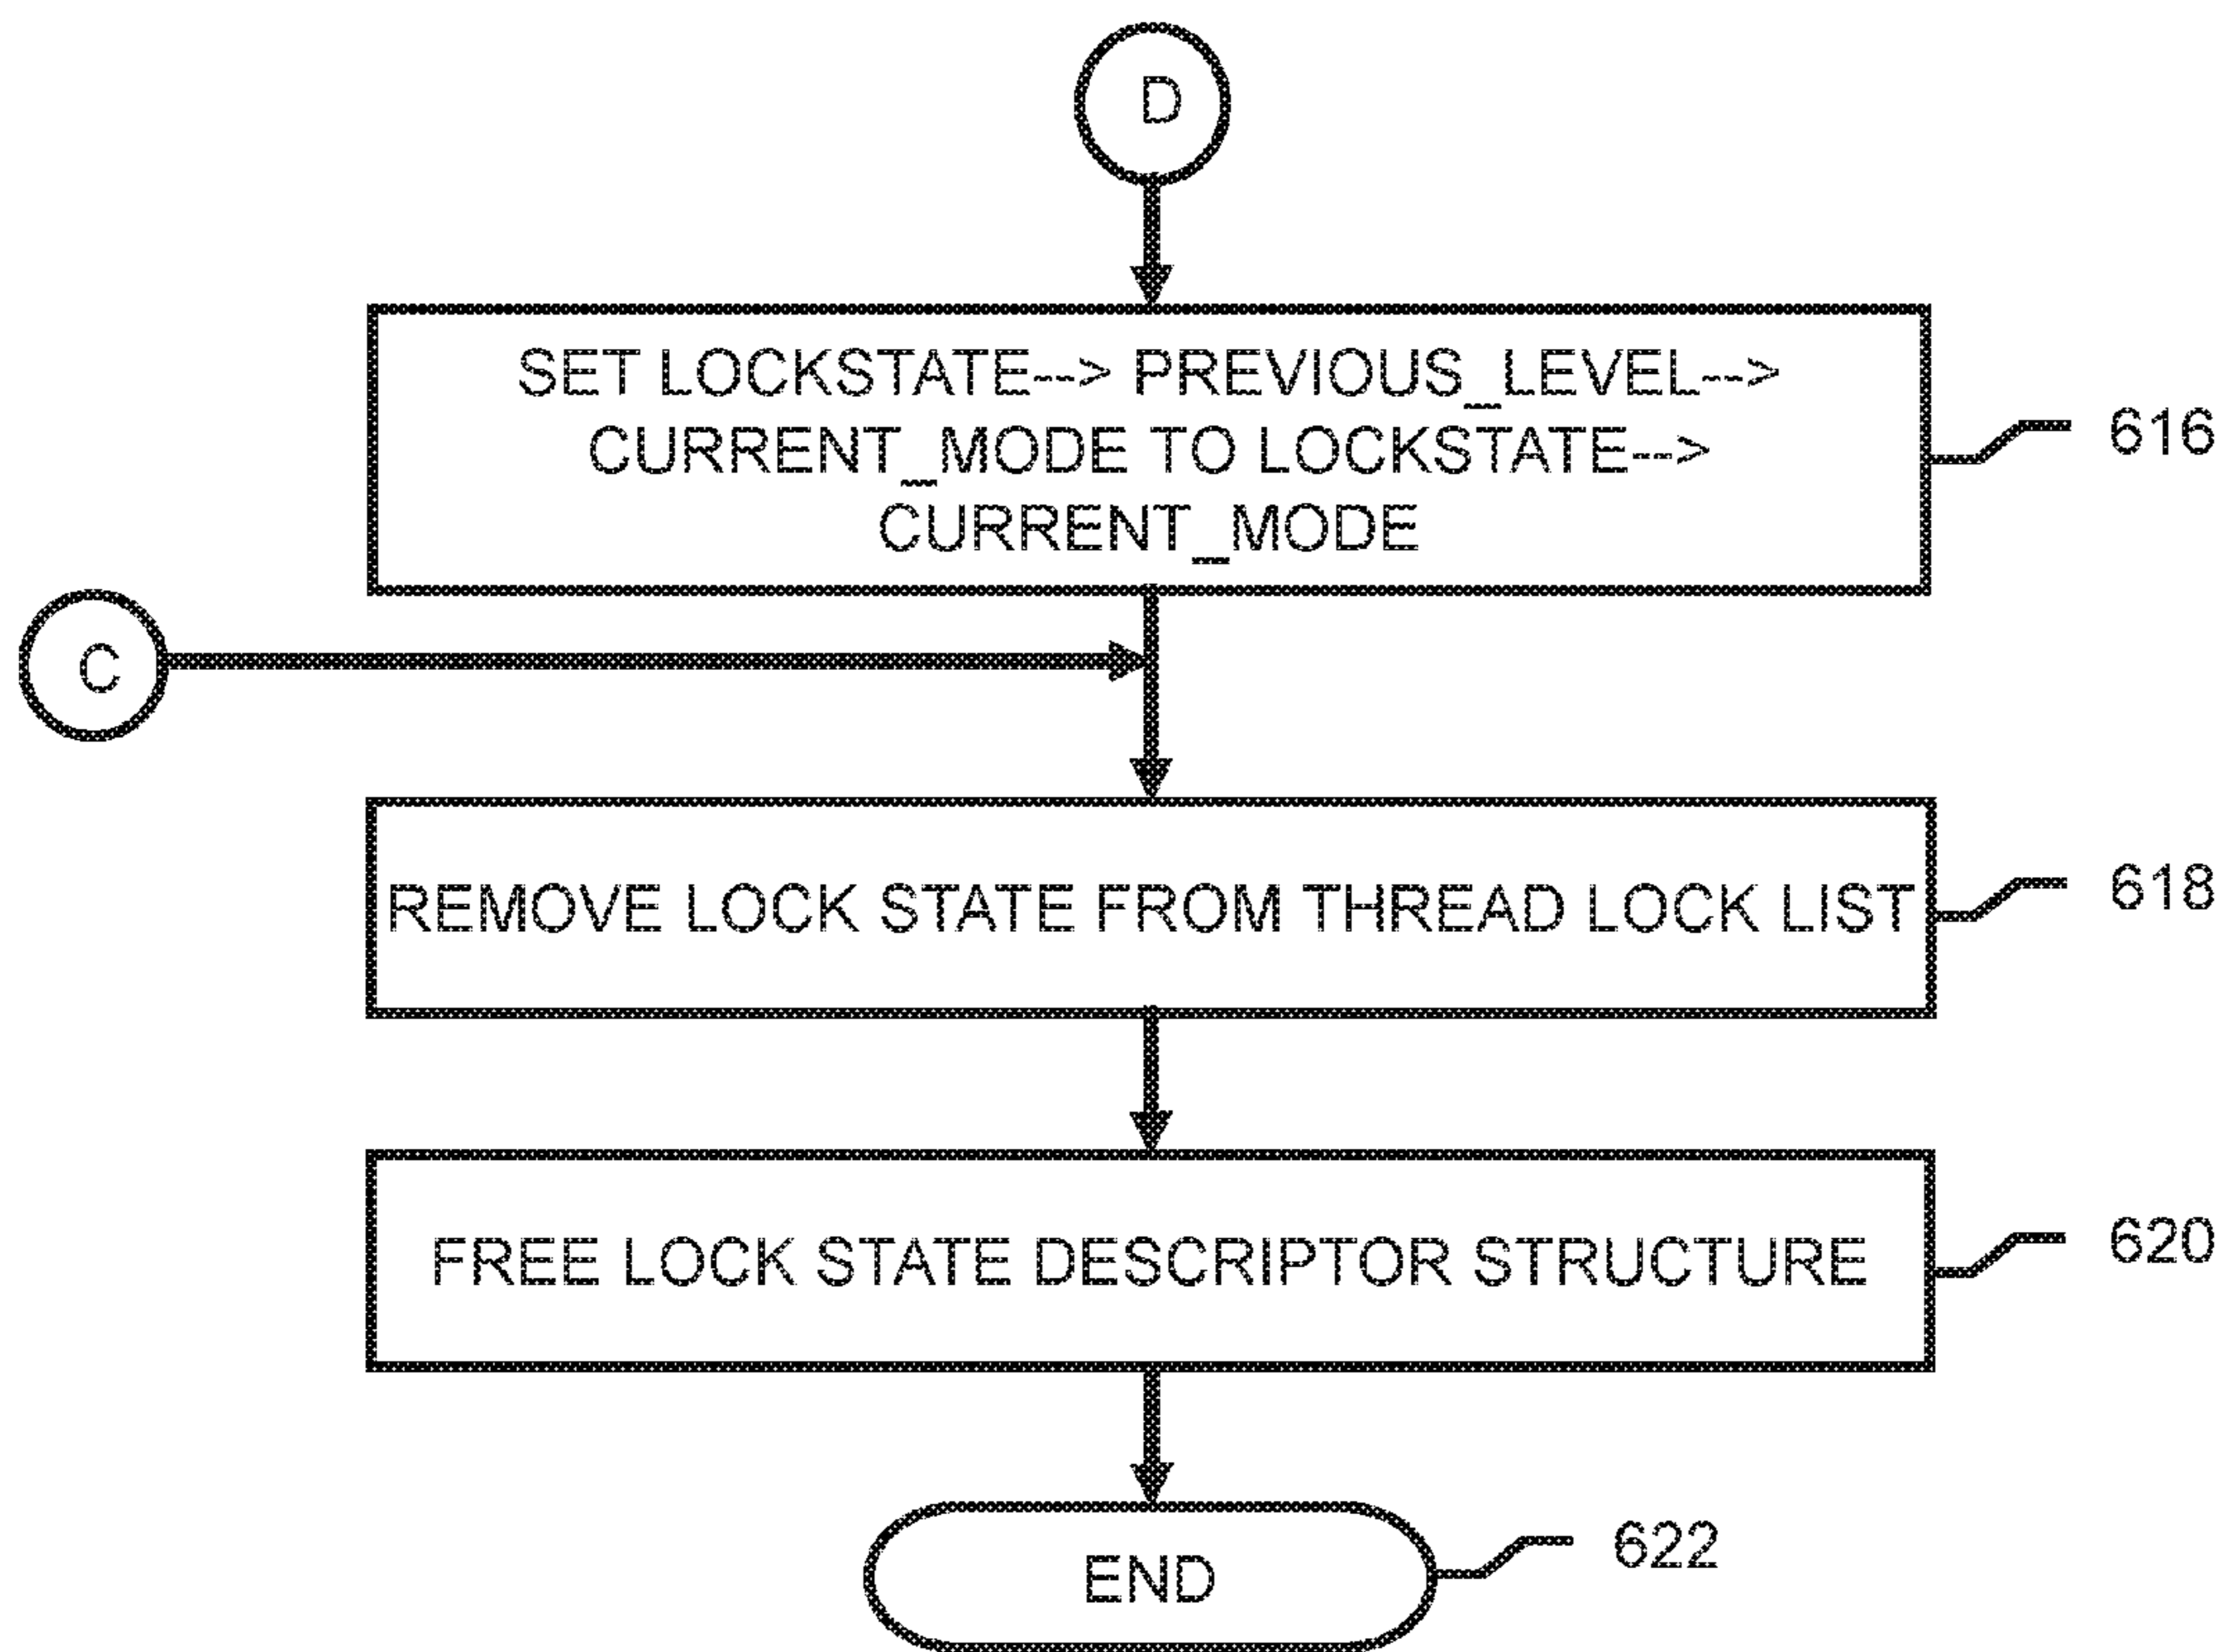 D
SET LOCKSTATE--> PREVIOUS_LEVEL-->
CURRENT_MODE TO LOCKSTATE-->
CURRENT_MODE
616
C
REMOVE LOCK STATE FROM THREAD LOCK LIST
618
FREE LOCK STATE DESCRIPTOR STRUCTURE
620
END
622